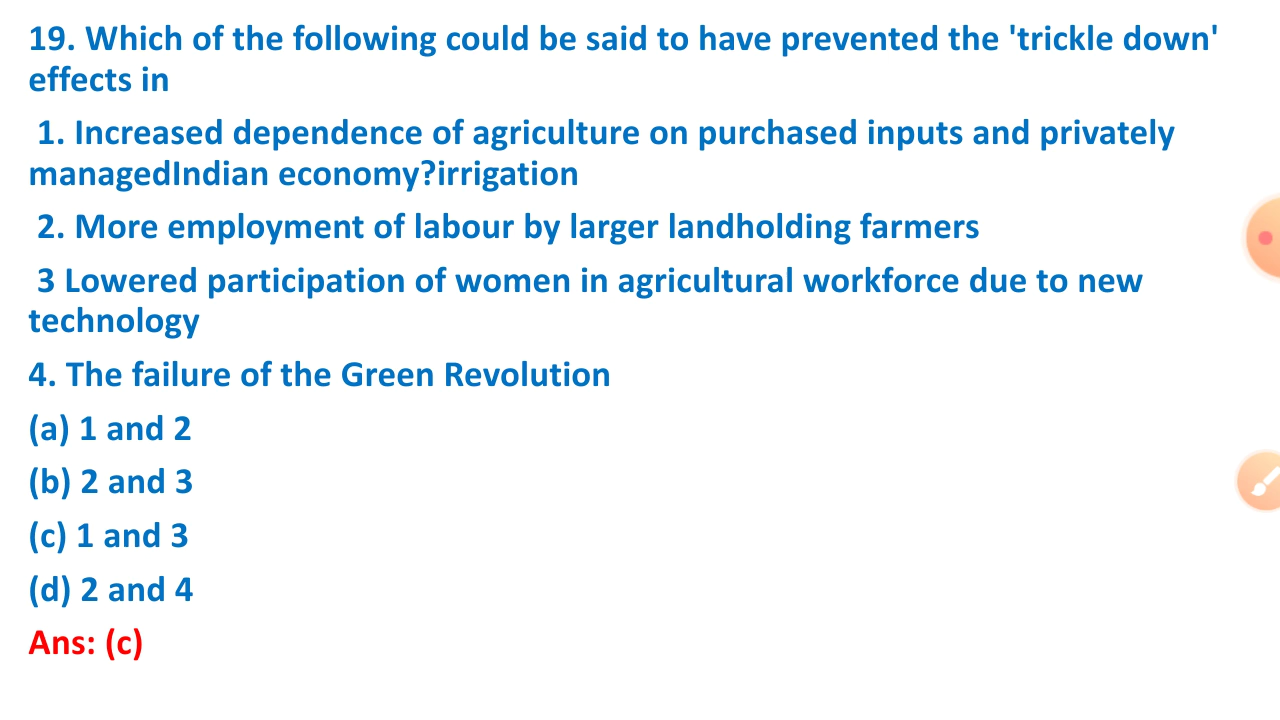 19. Which of the following could be said to have prevented the 'trickle down'
effects in
1. Increased dependence of agriculture on purchased inputs and privately
managedIndian economy?irrigation
2. More employment of labour by larger landholding farmers
3 Lowered participation of women in agricultural workforce due to new
technology
4. The failure of the Green Revolution
(a) 1 and 2
(b) 2 and 3
(c) 1 and 3
(d) 2 and 4
Ans: (c)